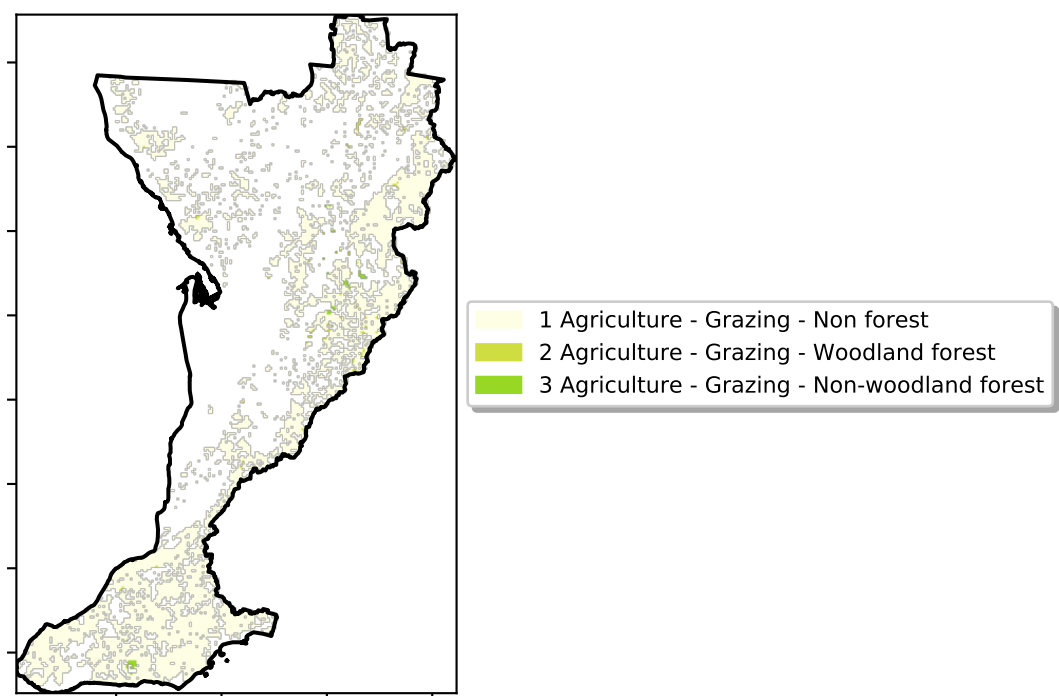 1 Agriculture - Grazing - Non forest
2 Agriculture - Grazing - Woodland forest
3 Agriculture - Grazing - Non-woodland forest